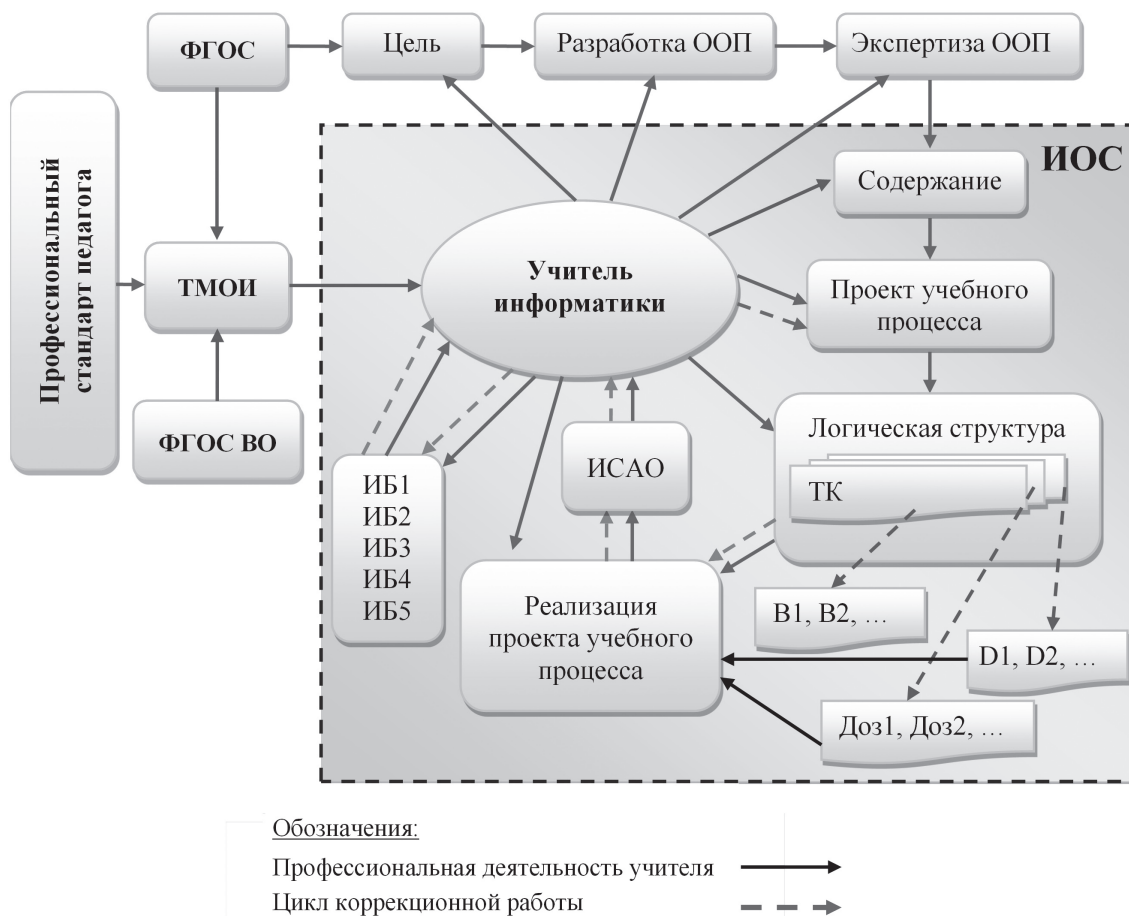 ФГОС
Цель
Разработка ООП
Экспертиза ООП
Профессиональный
стандарт педагога
ИОС
Содержание
ТМОИ
Учитель
информатики
Проект учебного
процесса
ФГОС ВО
Логическая структура
ТК
ИСАО
ИБ1
ИБ2
ИБ3
ИБ4
ИБ5
Реализация
проекта учебного
процесса
В1, В2, …
D1, D2, …
Доз1, Доз2, …
Обозначения:
Профессиональная деятельность учителя
Цикл коррекционной работы